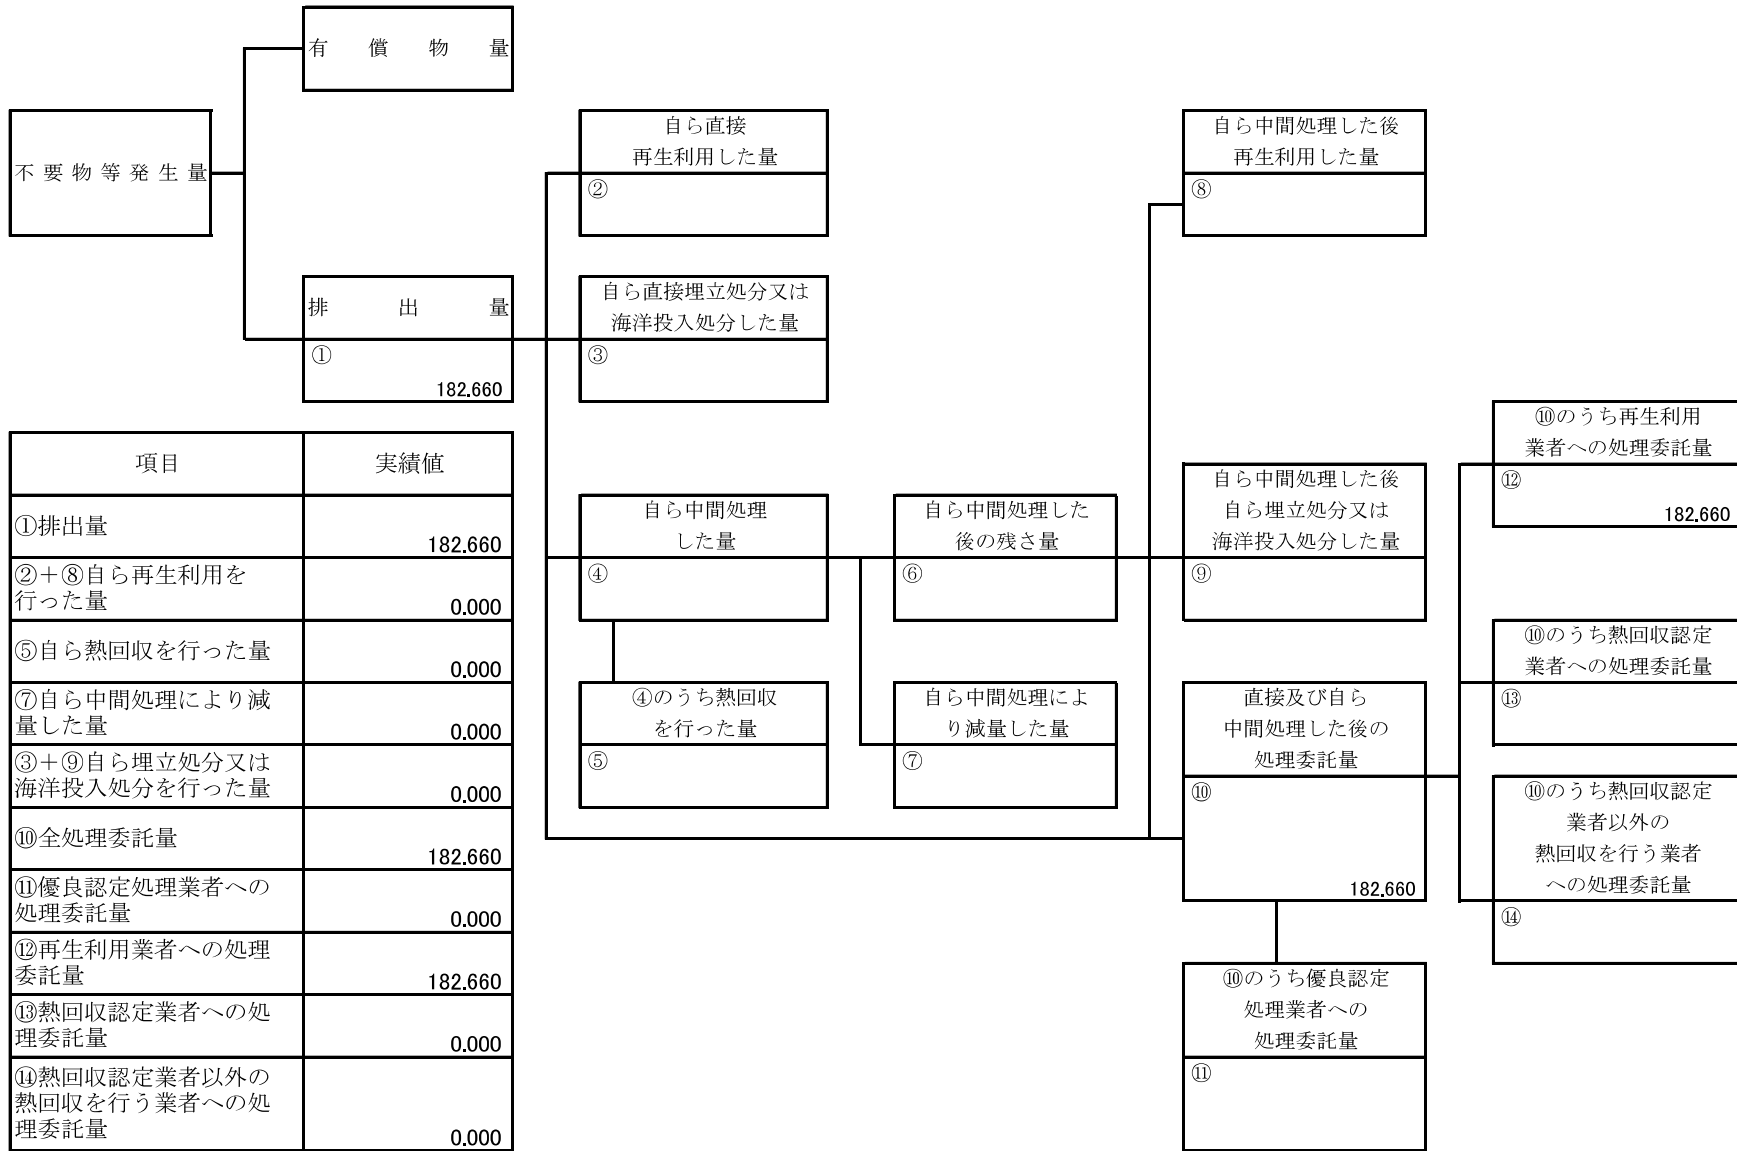 有償物量
不要物等発生量
排出量
①
182.660
自ら直接
再生利用した量
②
自ら直接埋立処分又は
海洋投入処分した量
③
自ら中間処理した後
再生利用した量
⑧
自ら中間処理
した量
④
④のうち熱回収
を行った量
⑤
自ら中間処理した
後の残さ量
⑥
自ら中間処理によ
り減量した量
⑦
自ら中間処理した後
自ら埋立処分又は
海洋投入処分した量
⑨
直接及び自ら
中間処理した後の
処理委託量
⑩
182.660
⑩のうち優良認定
処理業者への
処理委託量
⑪
⑩のうち再生利用
業者への処理委託量
⑫
182.660
⑩のうち熱回収認定
業者への処理委託量
⑬
⑩のうち熱回収認定
業者以外の
熱回収を行う業者
への処理委託量
⑭
項目 実績値
①排出量
182.660
②+⑧自ら再生利用を
行った量
0.000
⑤自ら熱回収を行った量
0.000
⑦自ら中間処理により減
量した量
0.000
③+⑨自ら埋立処分又は
海洋投入処分を行った量
0.000
⑩全処理委託量
182.660
⑪優良認定処理業者への
処理委託量
0.000
⑫再生利用業者への処理
委託量
182.660
⑬熱回収認定業者への処
理委託量
0.000
⑭熱回収認定業者以外の
熱回収を行う業者への処
理委託量
0.000